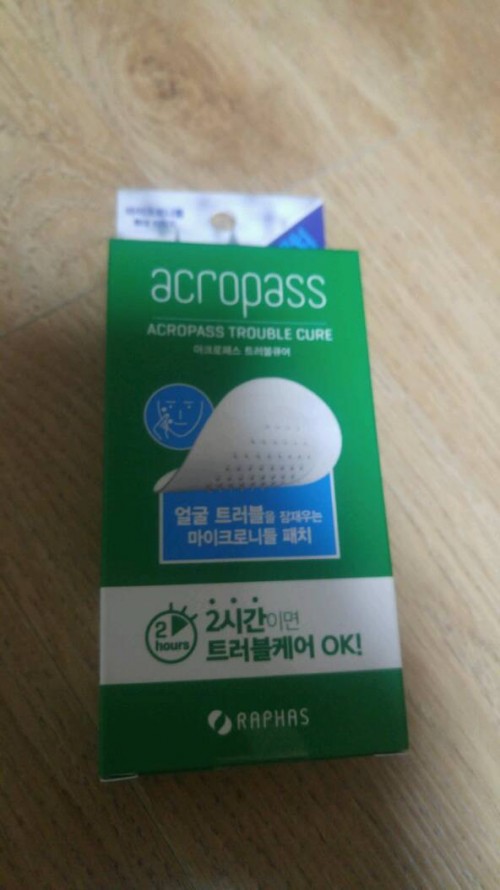 acropass
ACROPASS TROUBLE CURE
아크로패스 트러블큐어
얼굴 트러블을 잠재우는
마이크로니들 패치
2
hours
2시간이면
트러블케어 OK!
RAPHAS